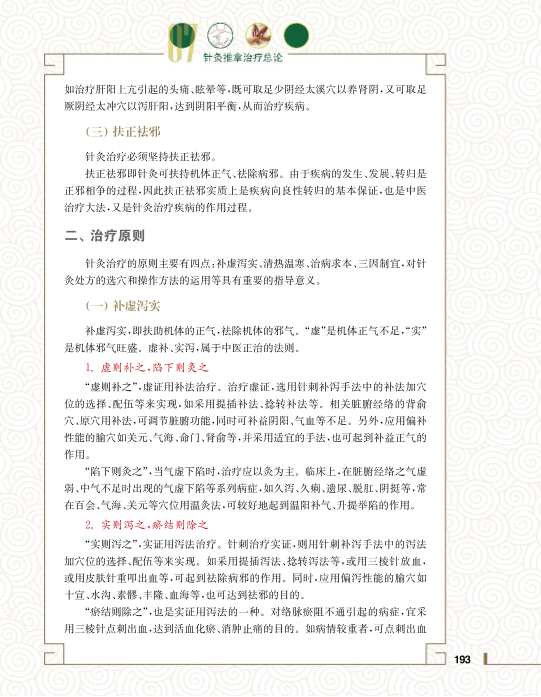 07
针灸推拿治疗总论
如治疗肝阳上亢引起的头痛、眩晕等,既可取足少阴经太溪穴以养肾阴,又可取足
厥阴经太冲穴以泻肝阳,达到阴阳平衡,从而治疗疾病。
(三)扶正祛邪
针灸治疗必须坚持扶正祛邪。
扶正祛邪即针灸可扶持机体正气、祛除病邪。由于疾病的发生、发展、转归是
正邪相争的过程,因此扶正祛邪实质上是疾病向良性转归的基本保证,也是中医
治疗大法,又是针灸治疗疾病的作用过程。
二、治疗原则
针灸治疗的原则主要有四点:补虚泻实、清热温寒、治病求本、三因制宜,对针
灸处方的选穴和操作方法的运用等具有重要的指导意义。
(一)补虚泻实
补虚泻实,即扶助机体的正气,祛除机体的邪气。“虚”是机体正气不足,“实”
是机体邪气旺盛。虚补、实泻,属于中医正治的法则。
1. 虚则补之,陷下则灸之
“虚则补之”,虚证用补法治疗。治疗虚证,选用针刺补泻手法中的补法加穴
位的选择、配伍等来实现,如采用提插补法、捻转补法等。相关脏腑经络的背俞
穴、原穴用补法,可调节脏腑功能,同时可补益阴阳、气血等不足。另外,应用偏补
性能的腧穴如关元、气海、命门、肾俞等,并采用适宜的手法,也可起到补益正气的
作用。
“陷下则灸之”,当气虚下陷时,治疗应以灸为主。临床上,在脏腑经络之气虚
弱、中气不足时出现的气虚下陷等系列病症,如久泻、久痢、遗尿、脱肛、阴挺等,常
在百会、气海、关元等穴位用温灸法,可较好地起到温阳补气、升提举陷的作用。
2. 实则泻之,瘀结则除之
“实则泻之”,实证用泻法治疗。针刺治疗实证,则用针刺补泻手法中的泻法
加穴位的选择、配伍等来实现。如采用提插泻法、捻转泻法等,或用三棱针放血,
或用皮肤针重叩出血等,可起到祛除病邪的作用。同时,应用偏泻性能的腧穴如
十宣、水沟、素髎、丰隆、血海等,也可达到祛邪的目的。
“瘀结则除之”,也是实证用泻法的一种。对络脉瘀阻不通引起的病症,宜采
用三棱针点刺出血,达到活血化瘀、消肿止痛的目的。如病情较重者,可点刺出血
193